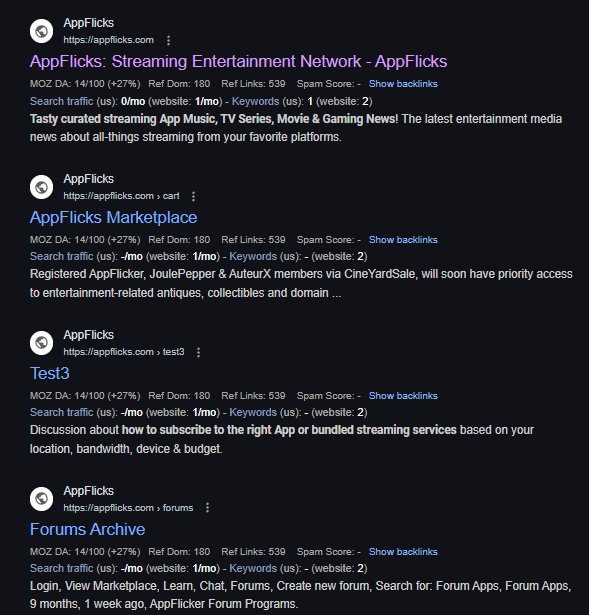 AppFlicks
https://appflicks.com
AppFlicks: Streaming Entertainment Network - AppFlicks
MOZ DA: 14/100 (+27%) Ref Dom: 180 Ref Links: 539 Spam Score: - Show backlinks
Search traffic (us): 0/mo (website: 1/mo) - Keywords (us): 1 (website: 2)
Tasty curated streaming App Music, TV Series, Movie & Gaming News! The latest entertainment media
news about all-things streaming from your favorite platforms.
AppFlicks
https://appflicks.com › carl
AppFlicks Marketplace
MOZ DA: 14/100 (+27%) Ref Dom: 180 Ref Links: 539 Spam Score: - Show backlinks
Search traffic (us): -/mo (website: 1/mo) - Keywords (us): - (website: 2)
Registered AppFlicker, JoulePepper & AuteurX members via CineYardSale, will soon have priority access
to entertainment-related antiques, collectibles and domain ...
AppFlicks
https://appflicks.com › test3
Test3
MOZ DA: 14/100 (+27%) Ref Dom: 180 Ref Links: 539 Spam Score: - Show backlinks
Search traffic (us): -/mo (website: 1/mo) - Keywords (us): - (website: 2)
Discussion about how to subscribe to the right App or bundled streaming services based on your
location, bandwidth, device & budget.
AppFlicks
https://appflicks.com › forums
Forums Archive
MOZ DA: 14/100 (+27%) Ref Dom: 180 Ref Links: 539 Spam Score: - Show backlinks
Search traffic (us): -/mo (website: 1/mo) - Keywords (us): - (website: 2)
Login, View Marketplace, Learn, Chat, Forums, Create new forum, Search for: Forum Apps, Forum Apps,
9 months, 1 week ago, AppFlicker Forum Programs.